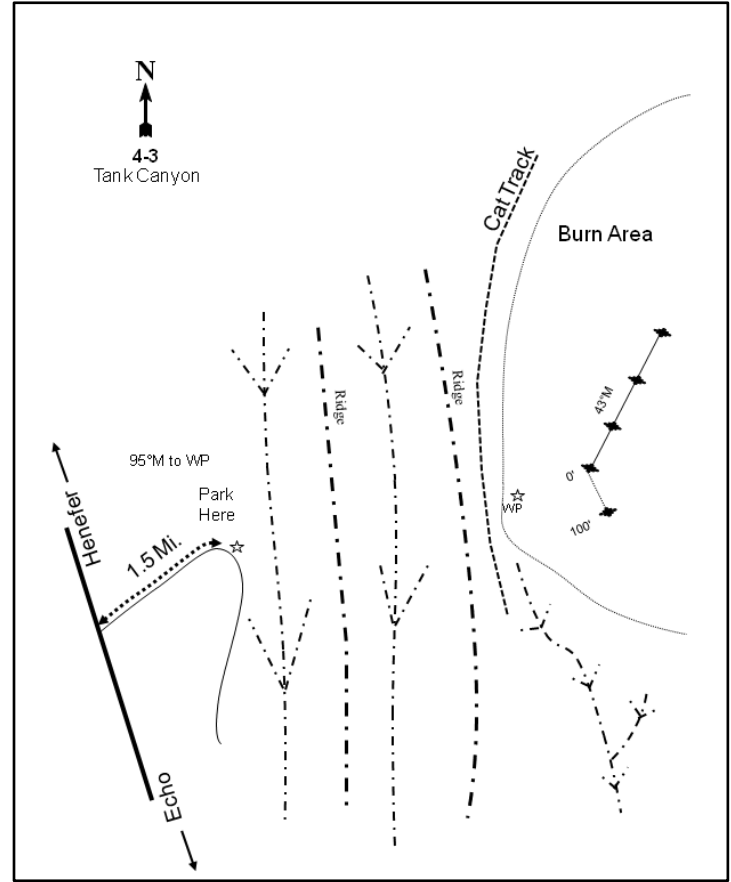 N
4-3
Tank Canyon
Cat Track
Burn Area
Ridge
Ridge
43°M
95°M to WP
Henefer
Park
Here
0'
WP
100'
1.5 Mi.
Echo